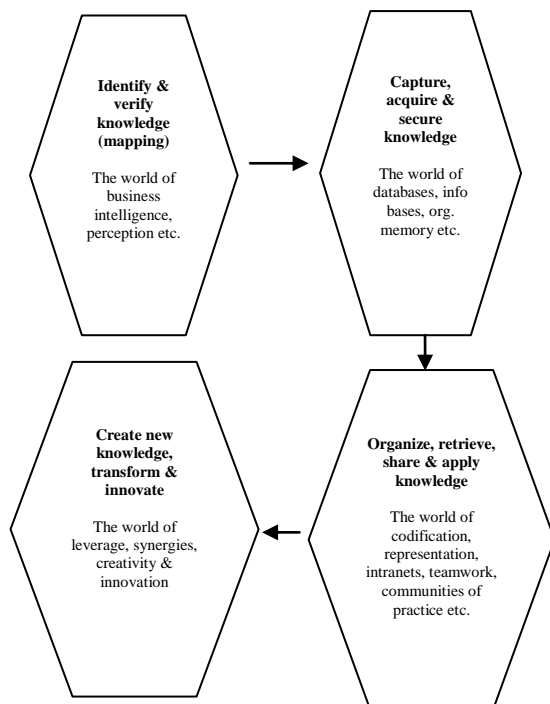 Identify &
verify
knowledge
(mapping)
The world of
business
intelligence,
perception etc.
Capture,
acquire &
secure
knowledge
The world of
databases, info
bases, org.
memory etc.
Create new
knowledge,
transform &
innovate
The world of
leverage, synergies,
creativity &
innovation
Organize, retrieve,
share & apply
knowledge
The world of
codification,
representation,
intranets, teamwork,
communities of
practice etc.